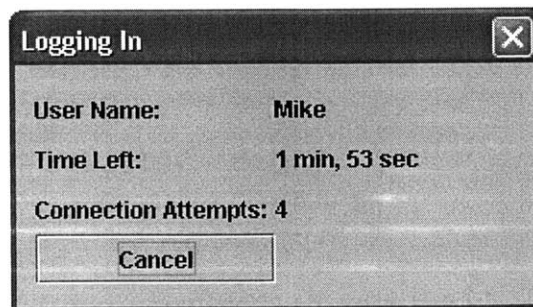 Logging In
User Name: Mike
Time Left: 1 min, 53 sec
Connection Attempts: 4
Cancel